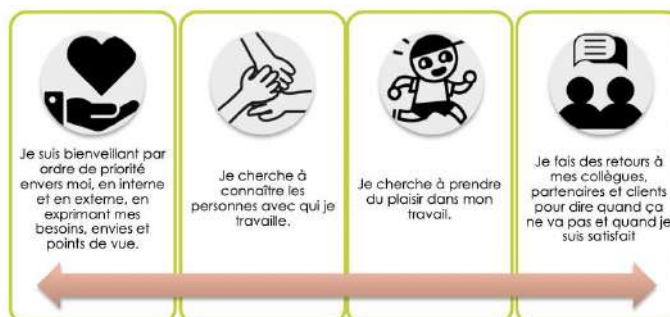 Je suis bienveillant par
ordre de priorité
envers moi, en interne
et en externe, en
exprimant mes
besoins, envies et
points de vue.
Je cherche à
connaître les
personnes avec qui je
travaille.
Je cherche à prendre
du plaisir dans mon
travail.
Je fais des retours à
mes collègues,
partenaires et clients
pour dire quand ça
ne va pas et quand je
suis satisfait